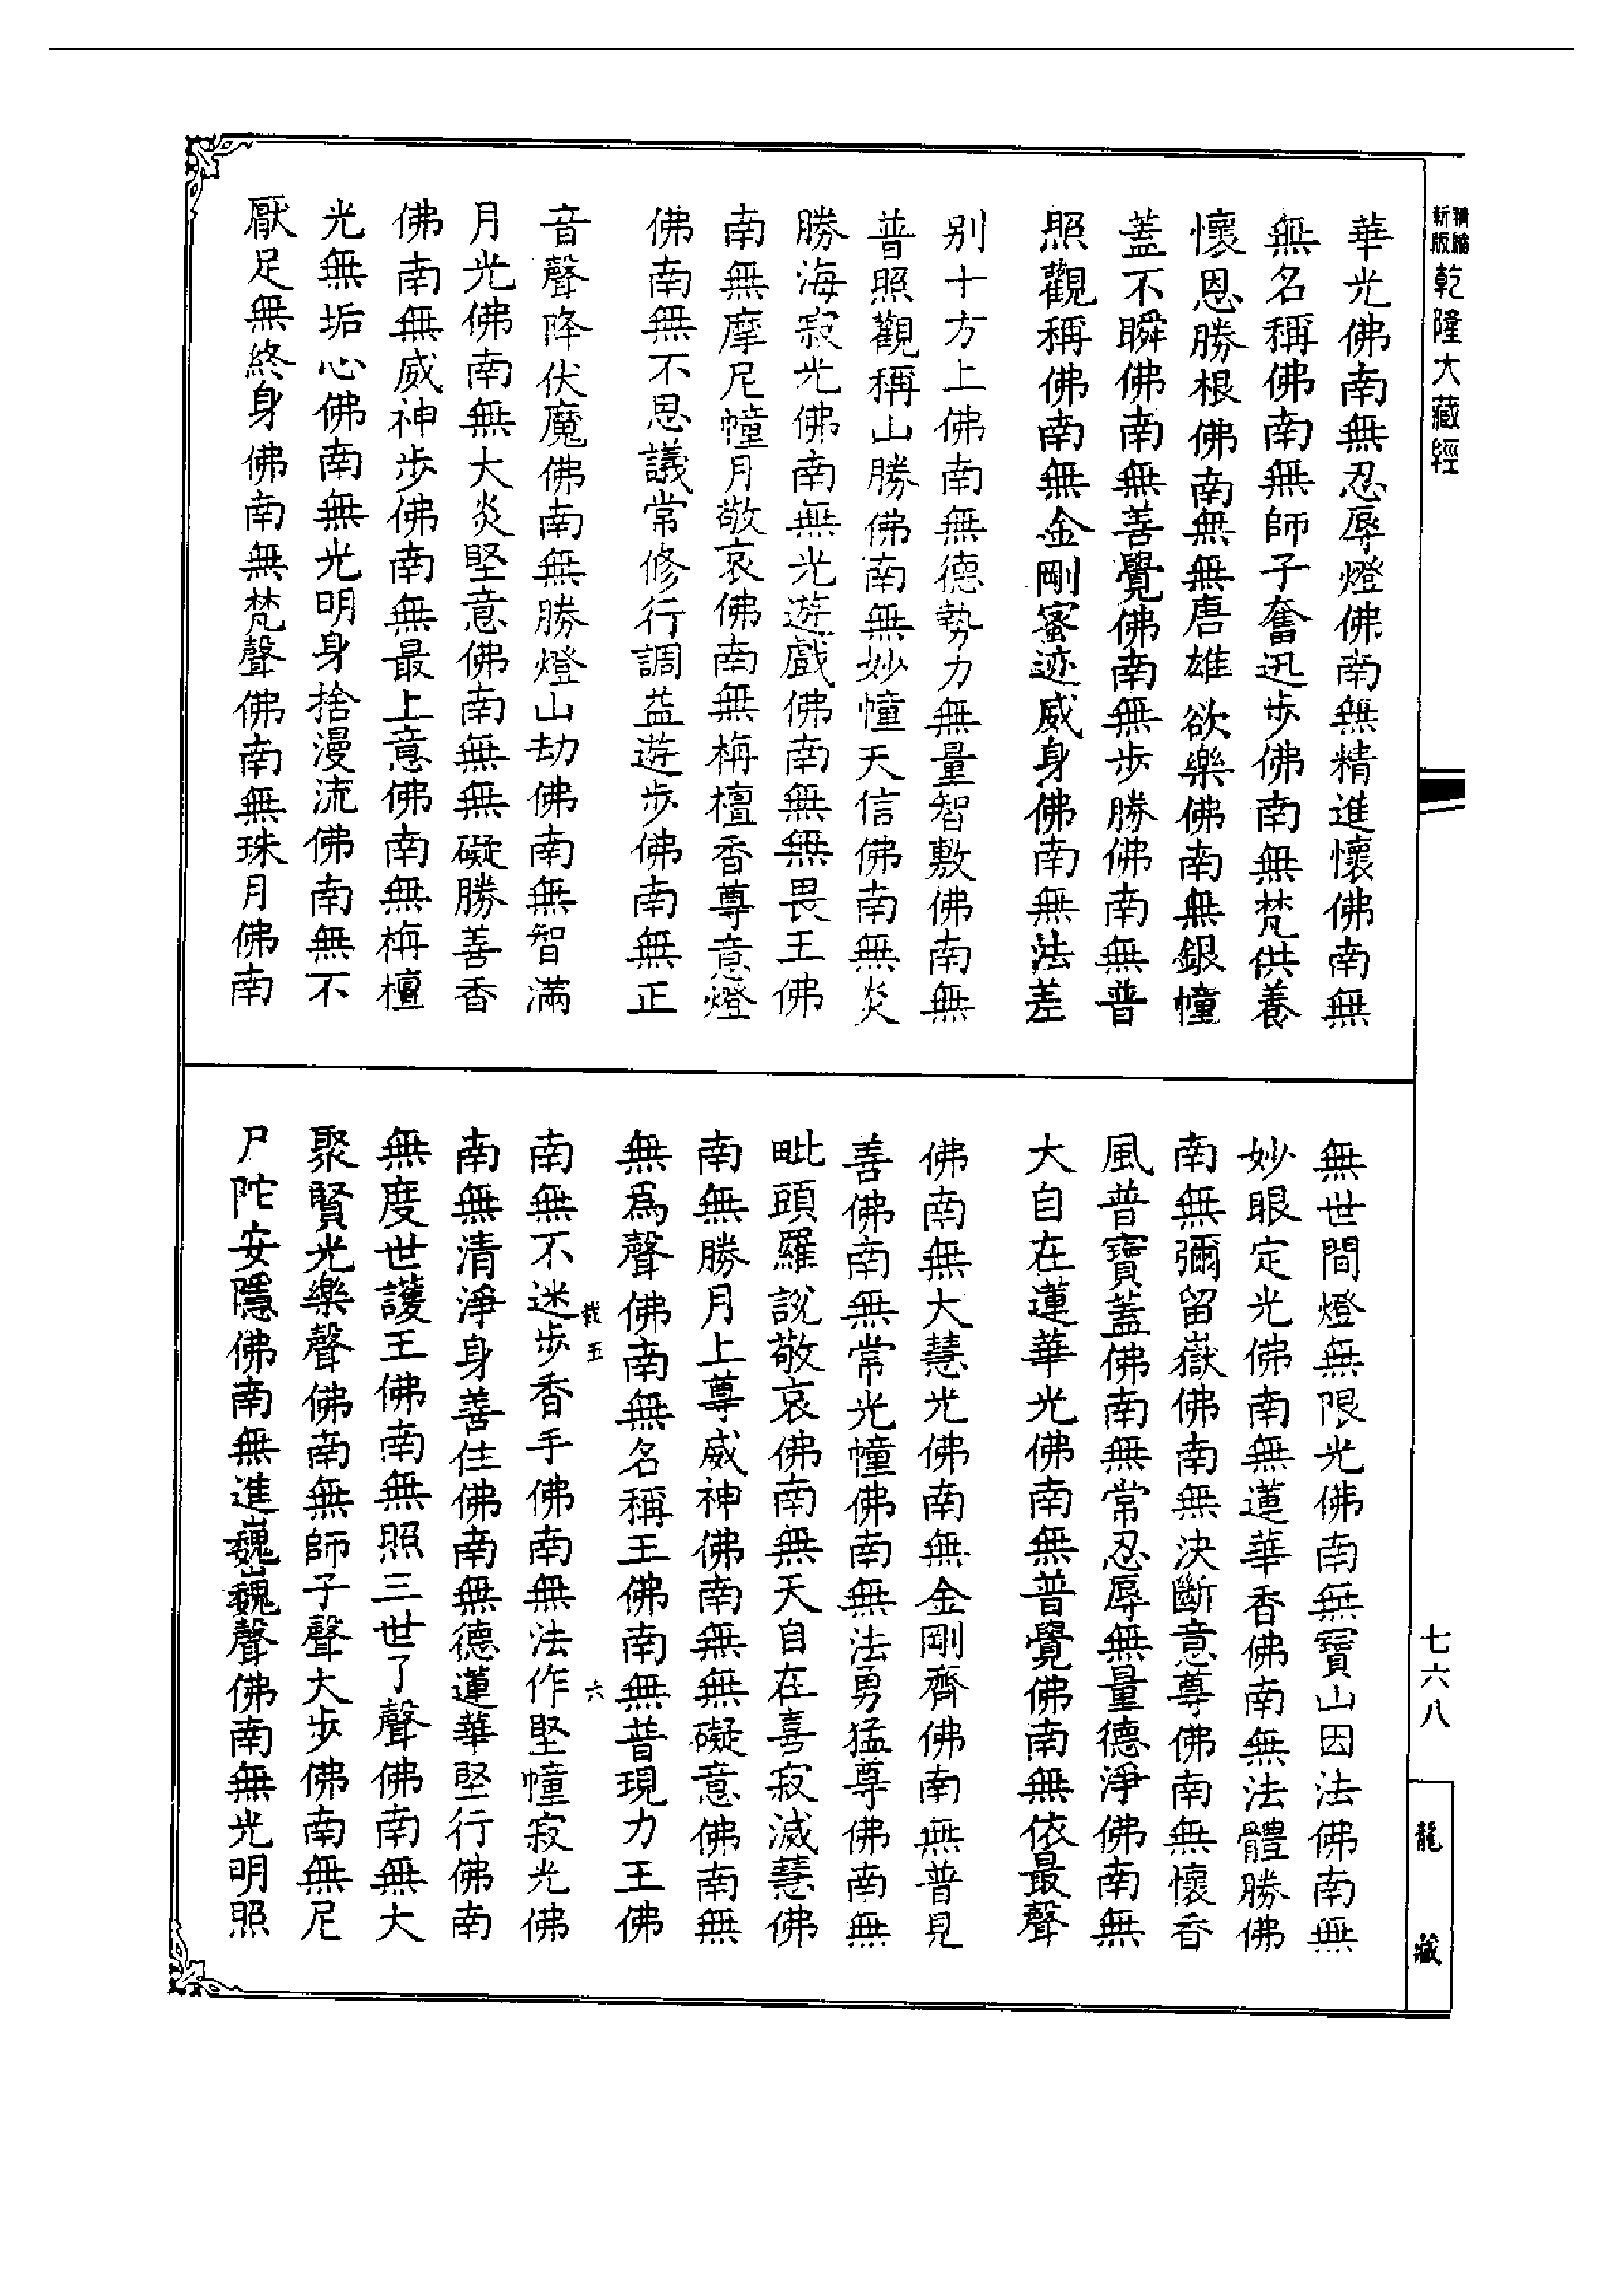 精縮新版乾隆大藏經
華光佛南無忍辱燈佛南無精進懷佛南無
無名稱佛南無師子奮迅步佛南無梵供養
懷恩勝根佛南無無唐雄欲樂佛南無銀幢
蓋不瞬佛南無善覺佛南無步勝佛南無普
照觀稱佛南無金剛蜜迹威身佛南無法差
別十方上佛南無德勢力無量智敷佛南無
普照觀稱山勝佛南無妙幢天信佛南無炎
勝海寂光佛南無光遊戲佛南無無畏王佛
南無摩尼幢月敬哀佛南無栴檀香尊意燈
佛南無不思議常修行調益遊步佛南無正
音聲降伏魔佛南無勝燈山劫佛南無智滿
月光佛南無大炎堅意佛南無無礙勝善香
佛南無威神步佛南無最上意佛南無栴檀
光無垢心佛南無光明身捨漫流佛南無不
厭足無終身佛南無梵聲佛南無珠月佛南
無世間燈無限光佛南無寶山因法佛南無
妙眼定光佛南無蓮華香佛南無法體勝佛
南無彌留嶽佛南無決斷意尊佛南無懷香
風普寶蓋佛南無常忍辱無量德淨佛南無
大自在蓮華光佛南無普覺佛南無依最聲
佛南無大慧光佛南無金剛齊佛南無普見
善佛南無常光幢佛南無法勇猛尊佛南無
毗頭羅説敬哀佛南無天自在喜寂滅慧佛
南無勝月上尊威神佛南無無礙意佛南無
無爲聲佛南無名稱王佛南無普現力王佛
五 六
南無不迷步香手佛南無法作堅幢寂光佛
南無清淨身善住佛南無德蓮華堅行佛南
無度世護王佛南無照三世了聲佛南無大
聚賢光樂聲佛南無師子聲大步佛南無尼
尸陀安隱佛南無進巍巍聲佛南無光明照
七六八
龍藏